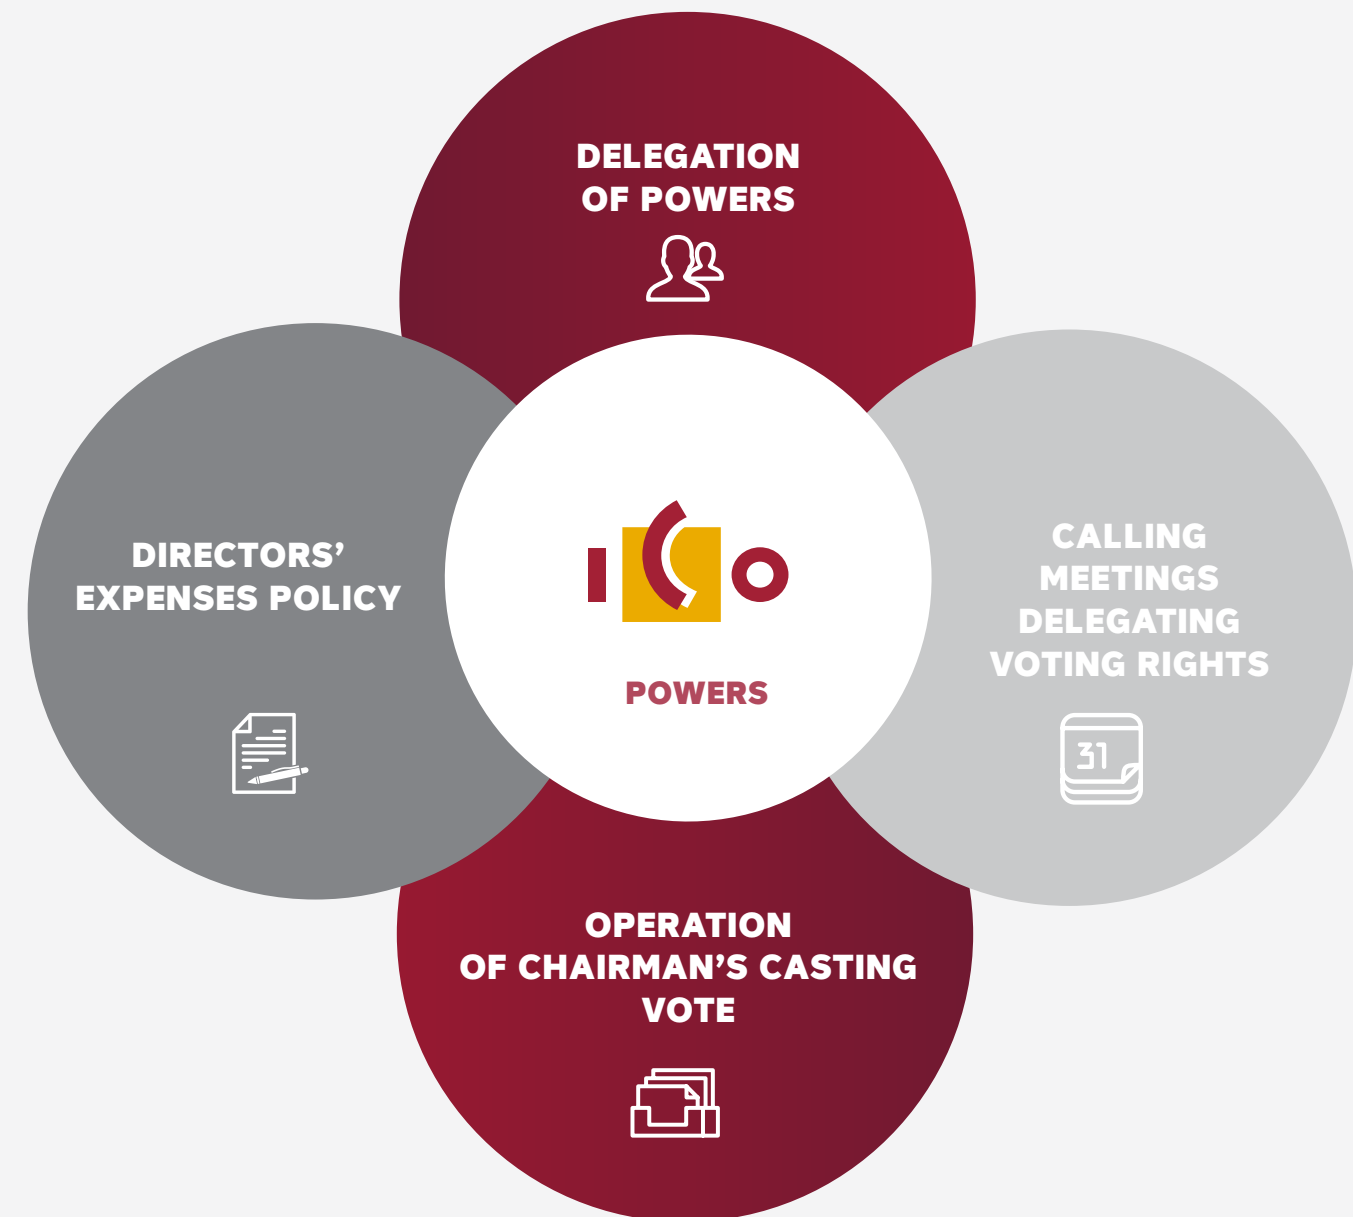 DELEGATION
OF POWERS
DIRECTORS’
EXPENSES POLICY
ICO
POWERS
CALLING
MEETINGS
DELEGATING
VOTING RIGHTS
31
OPERATION
OF CHAIRMAN’S CASTING
VOTE